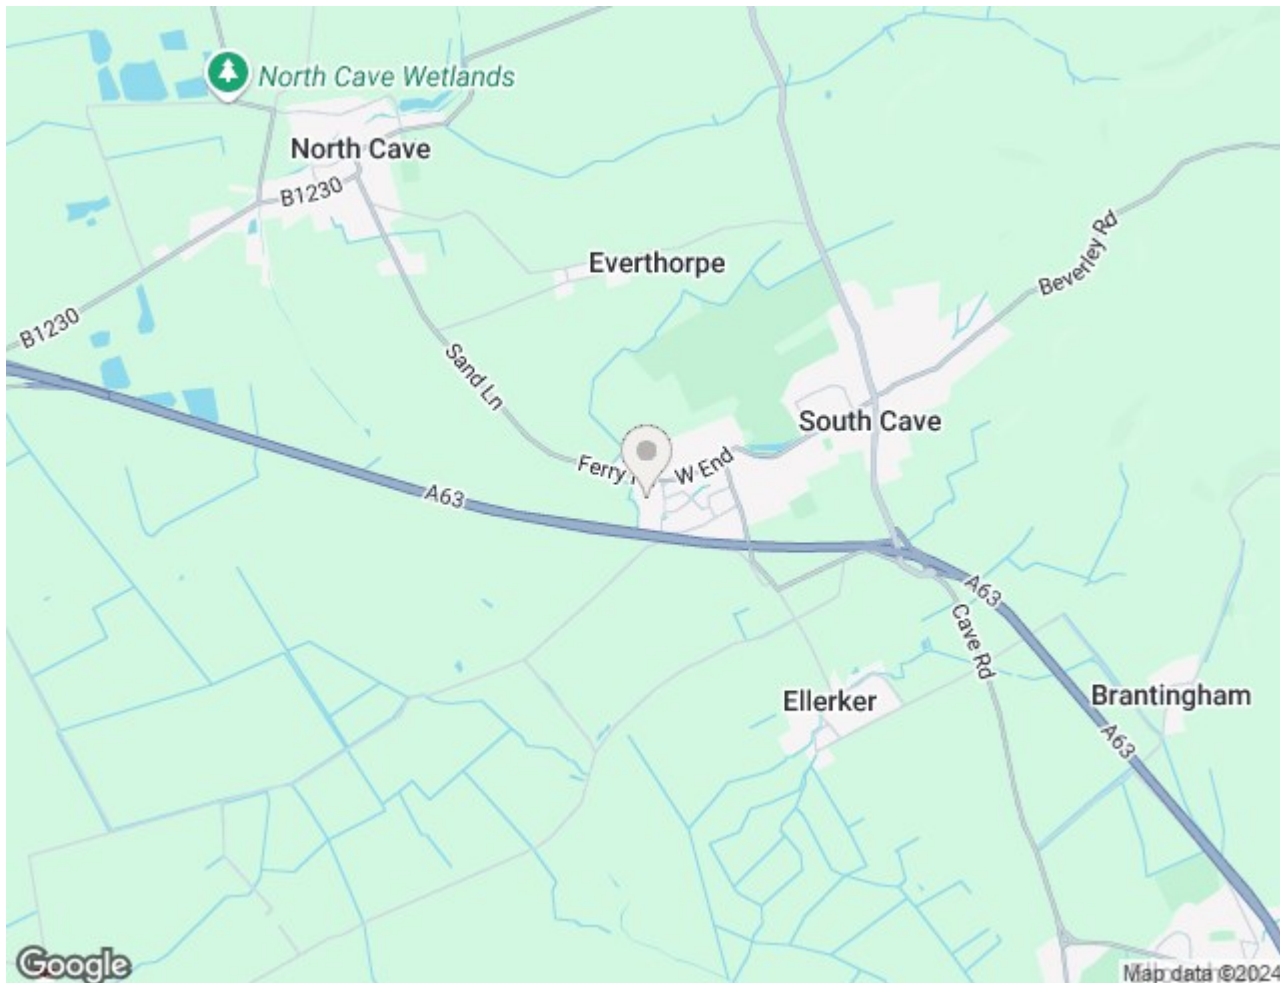 North Cave Wetlands
North Cave
B1230
Everthorpe
Beverley Rd
B1230
Sand Ln
South Cave
W End
Ferry
A63
A63
Cave Rd
Ellerker
Brantingham
A63
Google
Map data ©2024